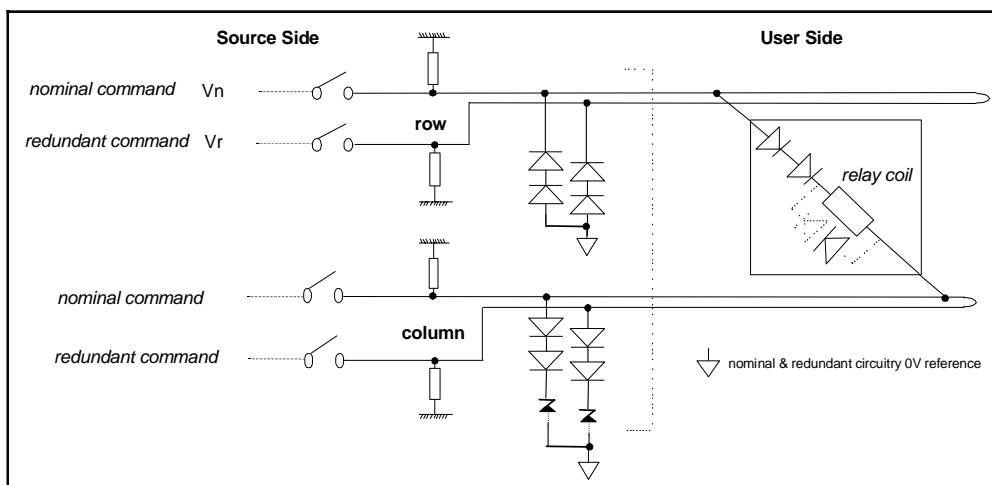 Source Side
User Side
nominal command Vn
redundant command Vr
row
relay coil
nominal command
column
redundant command
nominal & redundant circuitry 0V reference